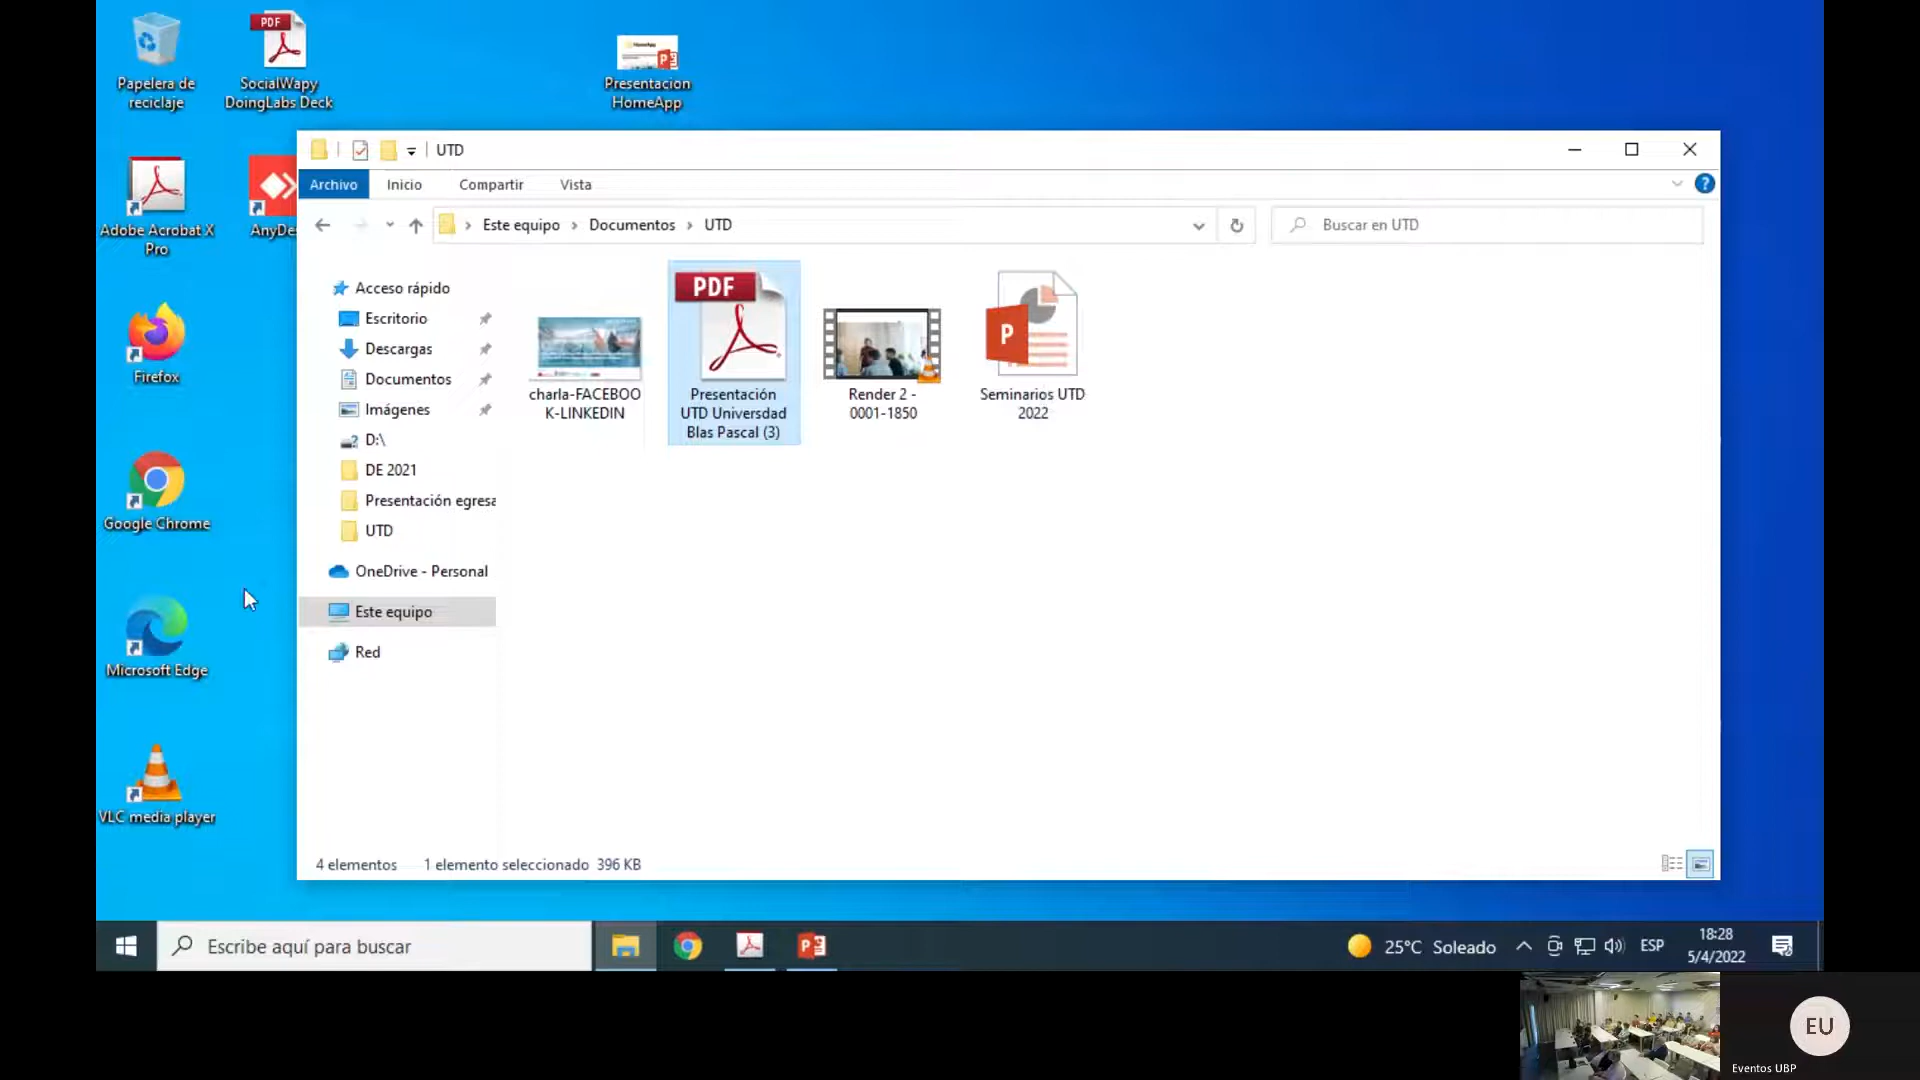 Papelera de
reciclaje
PDF
SocialWapy
DoingLabs Deck
Presentacion
HomeApp
Adobe Acrobat X
Pro
AnyDes
Firefox
Google Chrome
Microsoft Edge
VLC media player
UTD
Archivo
Inicio
Compartir
Vista
Este equipo > Documentos > UTD
Buscar en UTD
Acceso rápido
Escritorio
Descargas
Documentos
Imágenes
D:\
DE 2021
Presentación egresa
UTD
OneDrive - Personal
Este equipo
Red
charla-FACEBOO
K-LINKEDIN
PDF
Presentación
UTD Universdad
Blas Pascal (3)
Render 2 -
0001-1850
P
Seminarios UTD
2022
4 elementos
1 elemento seleccionado 396 KB
Escribe aquí para buscar
25°C Soleado
ESP
18:28
5/4/2022
EU
Eventos UBP